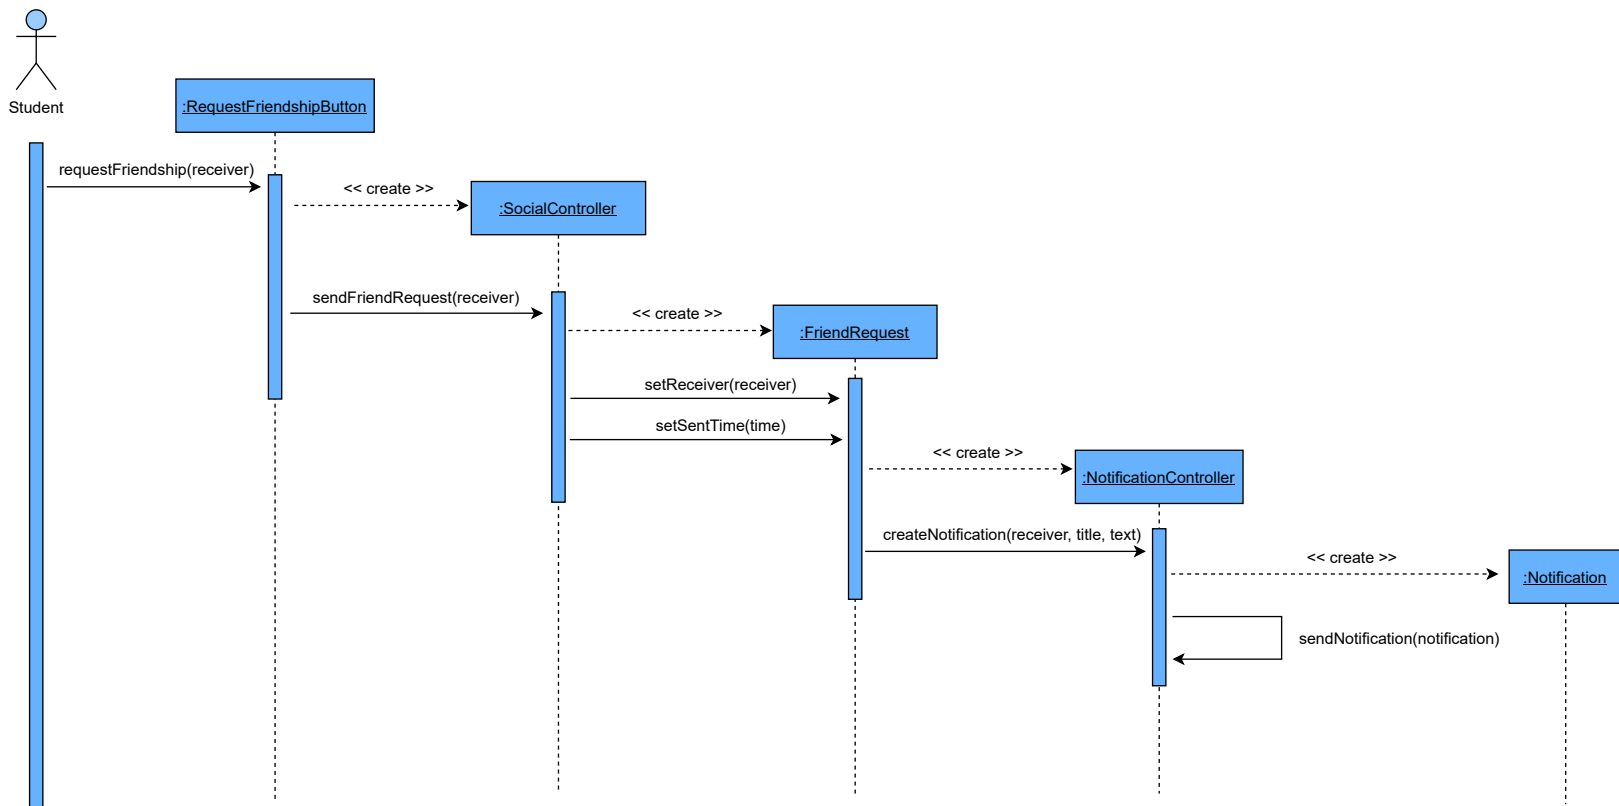 Student
:RequestFriendshipButton
requestFriendship(receiver)
<< create >>
:SocialController
sendFriendRequest(receiver)
<< create >>
:FriendRequest
setReceiver(receiver)
setSentTime(time)
<< create >>
:NotificationController
createNotification(receiver, title, text)
<< create >>
:Notification
sendNotification(notification)